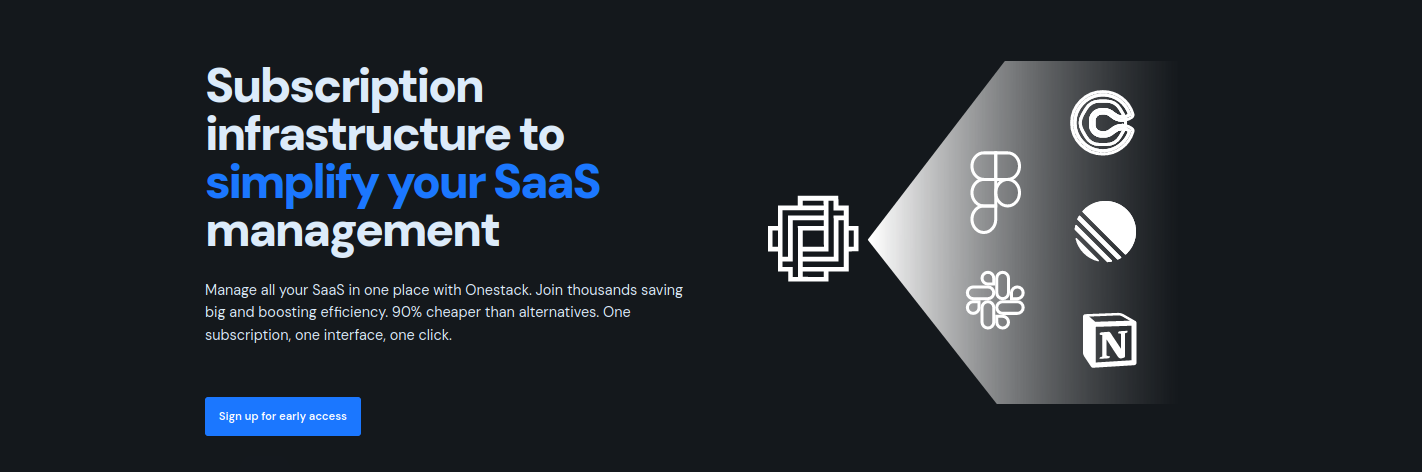 Subscription
infrastructure to
simplify your SaaS
management
Manage all your SaaS in one place with Onestack. Join thousands saving
big and boosting efficiency. 90% cheaper than alternatives. One
subscription, one interface, one click.
Sign up for early access
N